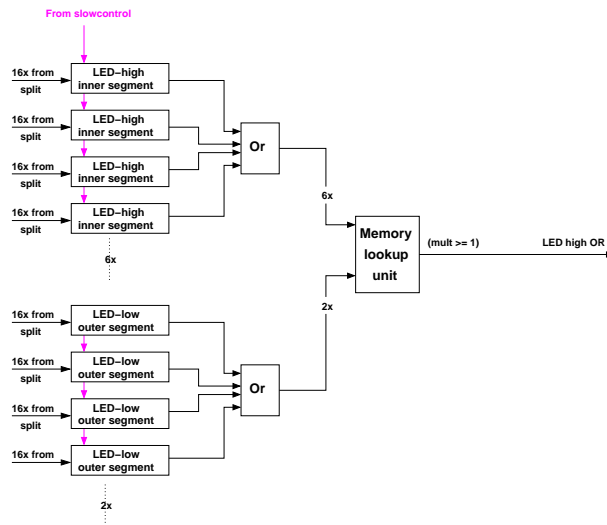 From slowcontrol
16x from
split
LED-high
inner segment
16x from
split
LED-high
inner segment
16x from
split
LED-high
inner segment
16x from
split
LED-high
inner segment
6x
Or
6x
Memory
lookup
unit
(mult >= 1)
LED high OR
2x
16x from
split
LED-low
outer segment
16x from
split
LED-low
outer segment
16x from
split
LED-low
outer segment
16x from
LED-low
outer segment
Or
2x